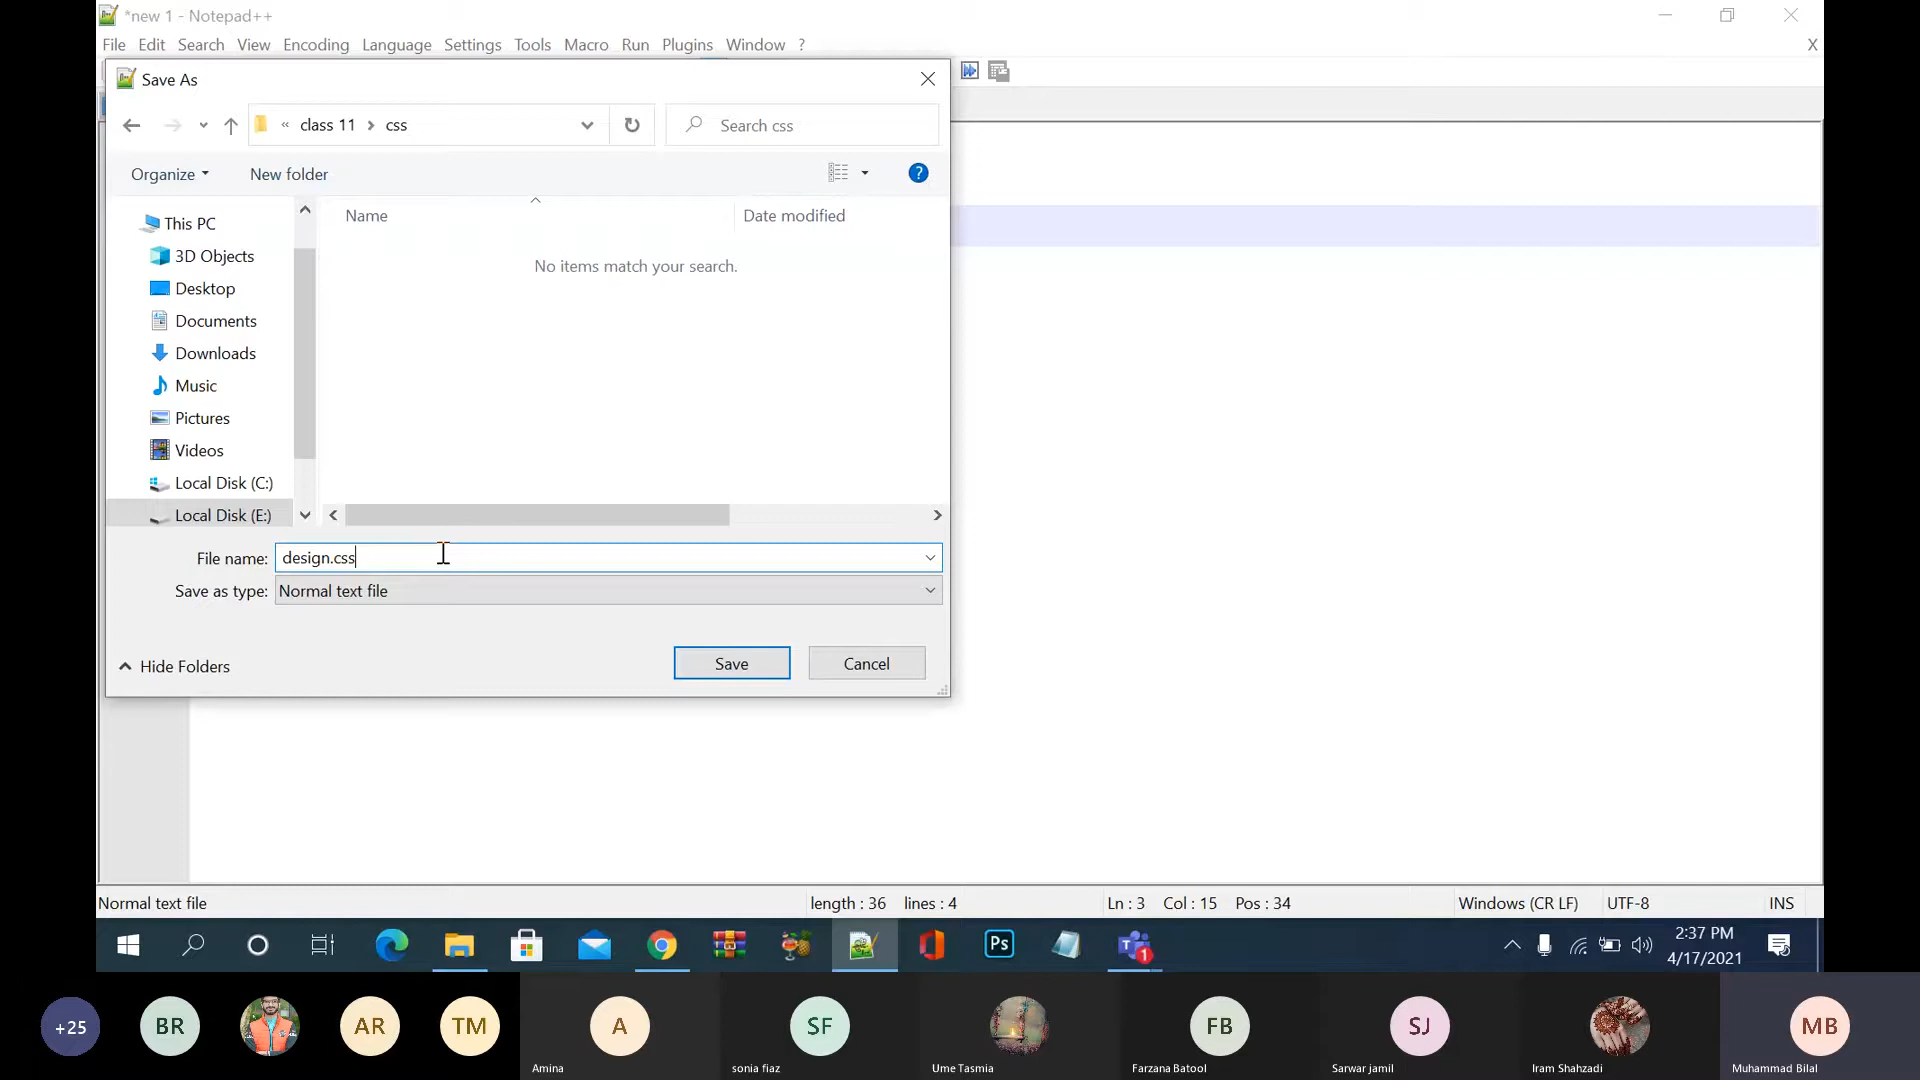 *new 1 - Notepad++
File Edit Search View Encoding Language Settings Tools Macro Run Plugins Window ? X
Save As
« class 11 > css
Search css
Organize
New folder
?
This PC
3D Objects
Desktop
Documents
Downloads
Music
Pictures
Videos
Local Disk (C:)
Local Disk (E:)
Name
Date modified
No items match your search.
File name: design.css
Save as type: Normal text file
Hide Folders
Save
Cancel
Normal text file
length : 36 lines : 4
Ln : 3 Col : 15 Pos : 34
Windows (CR LF)
UTF-8
INS
Ps
1
2:37 PM
4/17/2021
+25
BR
AR
TM
A
SF
FB
SJ
MB
Amina
sonia fiaz
Ume Tasmia
Farzana Batool
Sarwar jamil
Iram Shahzadi
Muhammad Bilal